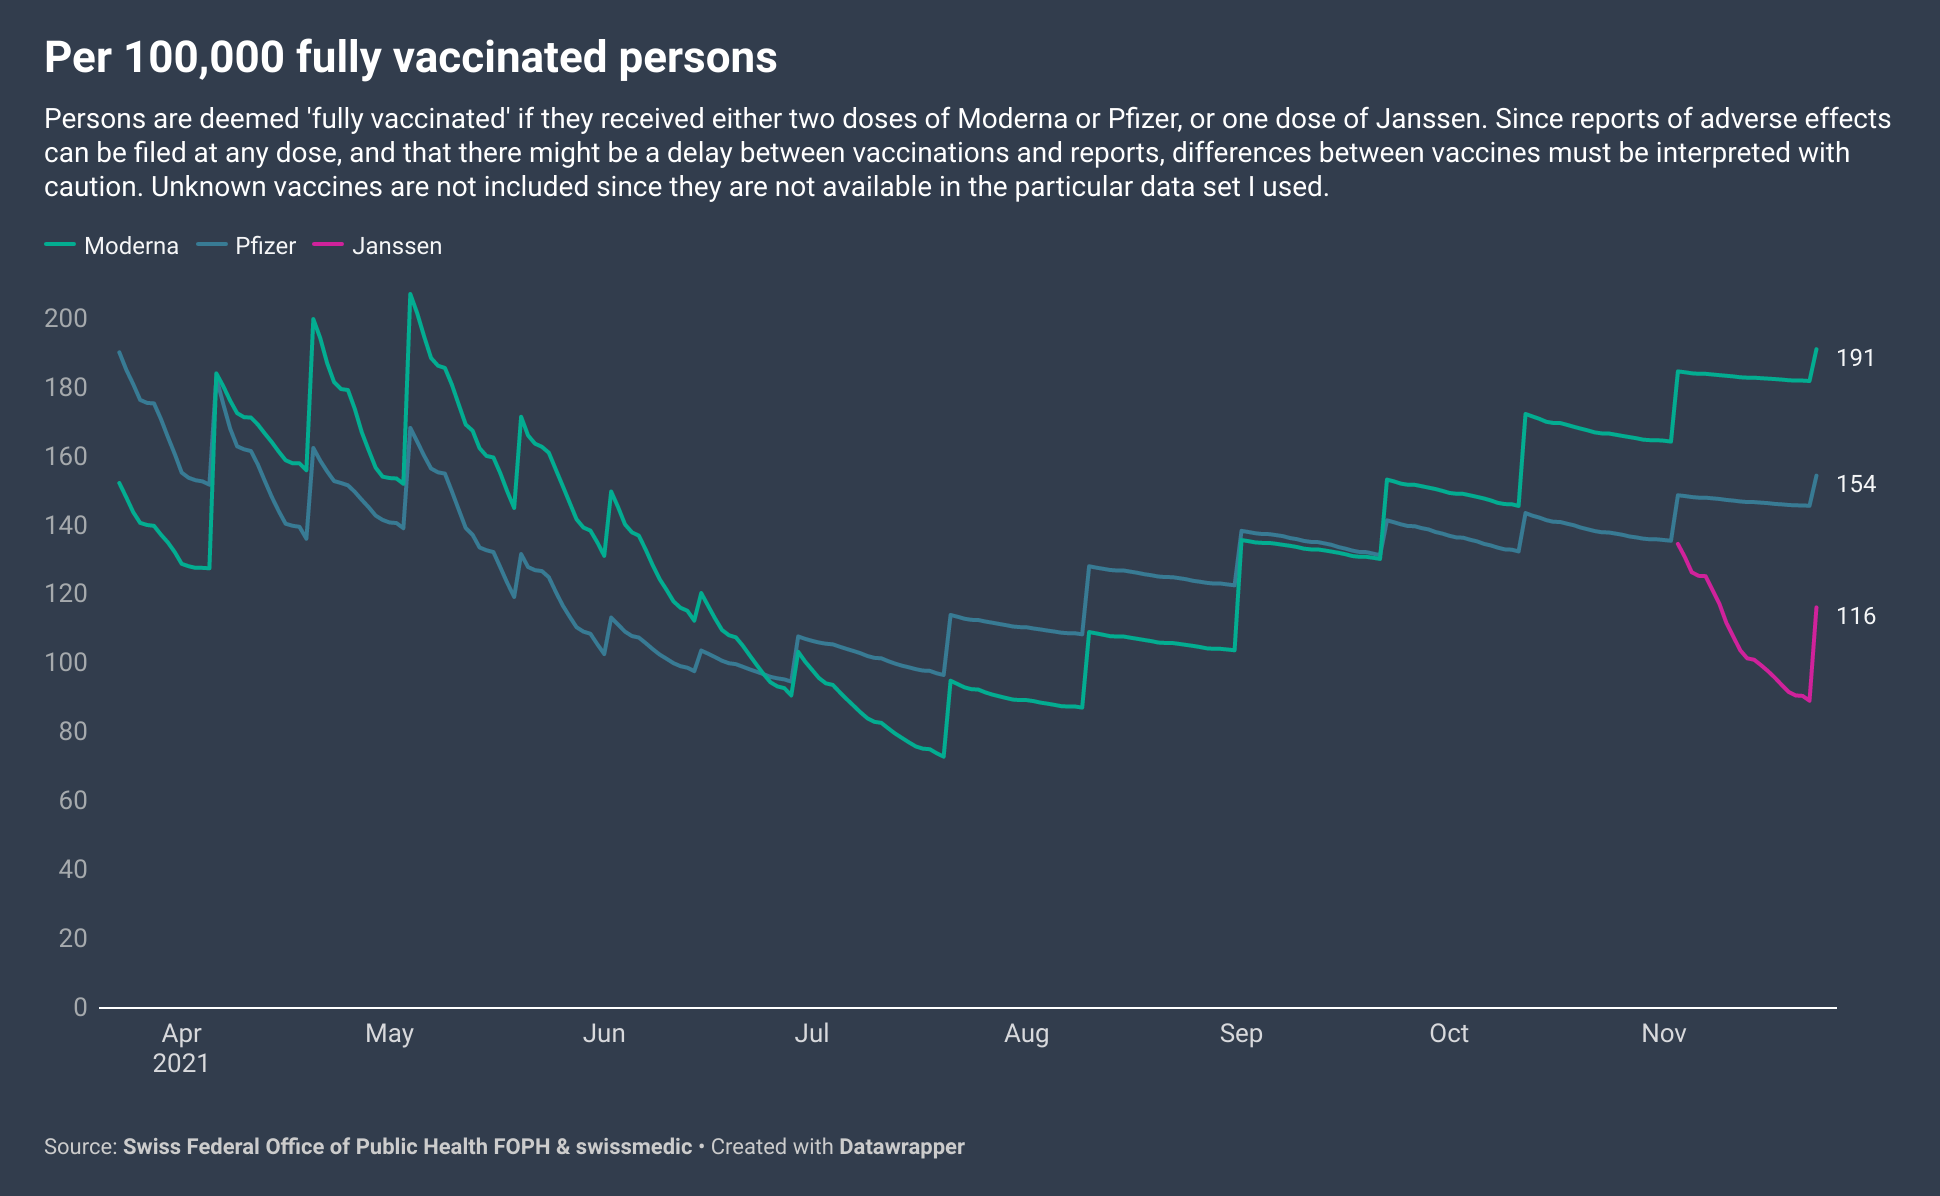 Per 100,000 fully vaccinated persons
Persons are deemed 'fully vaccinated' if they received either two doses of Moderna or Pfizer, or one dose of Janssen. Since reports of adverse effects
can be filed at any dose, and that there might be a delay between vaccinations and reports, differences between vaccines must be interpreted with
caution. Unknown vaccines are not included since they are not available in the particular data set I used.
Moderna Pfizer Janssen
200
180
160
140
120
100
80
60
40
20
0
191
154
116
Apr May Jun Jul Aug Sep Oct Nov
2021
Source: Swiss Federal Office of Public Health FOPH & swissmedic • Created with Datawrapper